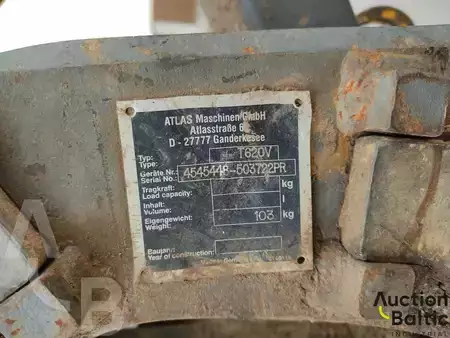 ATLAS Maschinen GmbH
Atlasstraße 6
D - 27777 Ganderkesee
Typ: T620V
Type:
Geräte Nr.: 4545448-503722PR
Serial No.:
Tragkraft: kg
Load capacity:
Inhalt: l
Volume:
Eigengewicht: 103 kg
Weight:
Baujahr:
Year of construction:
Auction
Baltic